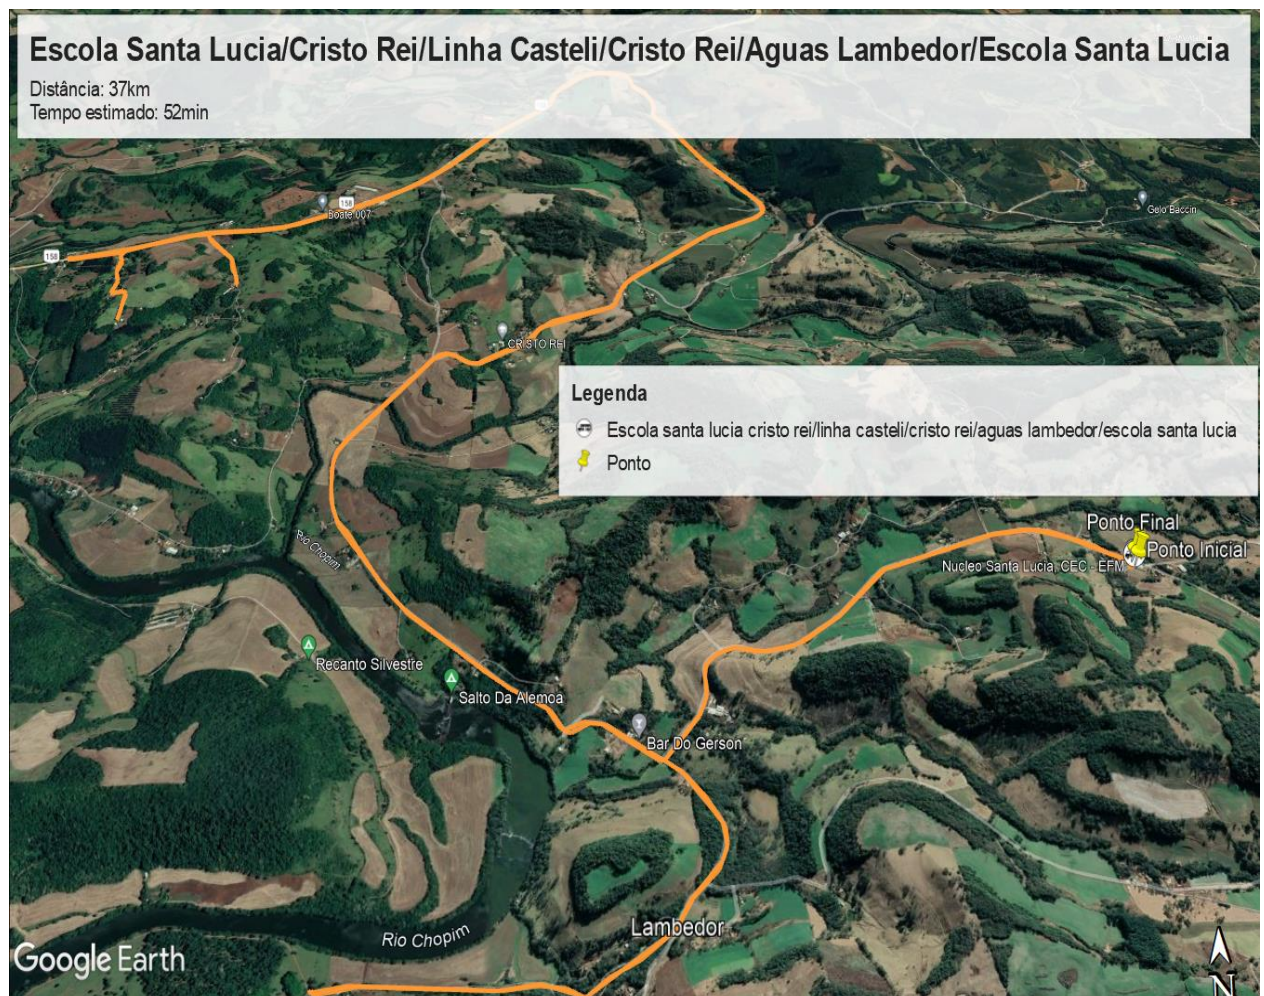 Escola Santa Lucia/Cristo Rei/Linha Casteli/Cristo Rei/Aguas Lambedor/Escola Santa Lucia
Distância: 37km
Tempo estimado: 52min
158
Boate 007
Gelo Baccin
158
CRISTO REI
Legenda
Escola santa lucia cristo rei/linha casteli/cristo rei/aguas lambedor/escola santa lucia
Ponto
Ponto Final
Ponto Inicial
Nucleo Santa Lucia, CEC - EFM
Rio Chopim
Recanto Silvestre
Salto Da Alemoa
Bar Do Gerson
Lambedor
Rio Chopim
Google Earth
N